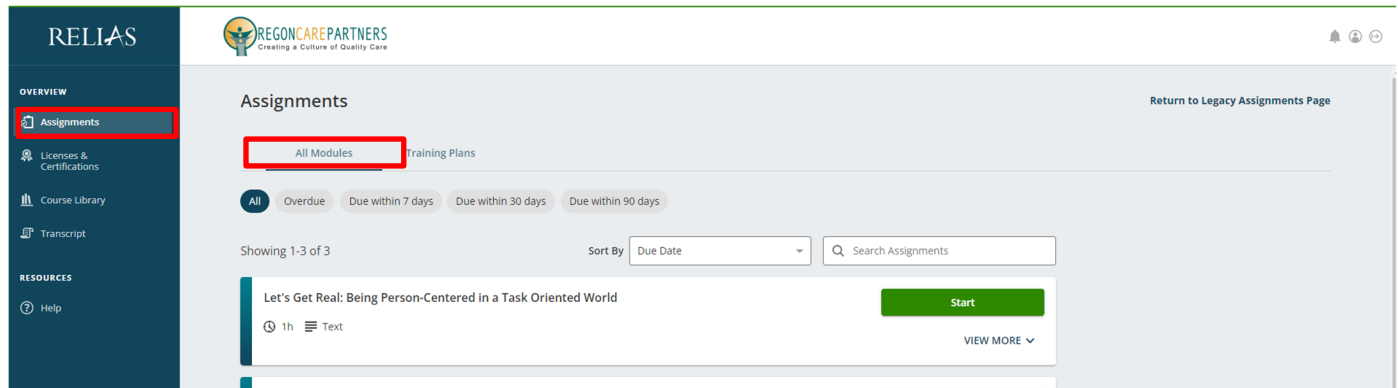 RELIAS
REGONCAREPARTNERS
Creating a Culture of Quality Care
OVERVIEW
Assignments
Licenses &
Certifications
Course Library
Transcript
RESOURCES
Help
Assignments
Return to Legacy Assignments Page
All Modules Training Plans
All Overdue Due within 7 days Due within 30 days Due within 90 days
Showing 1-3 of 3 Sort By Due Date Search Assignments
Let's Get Real: Being Person-Centered in a Task Oriented World
Start
1h Text
VIEW MORE